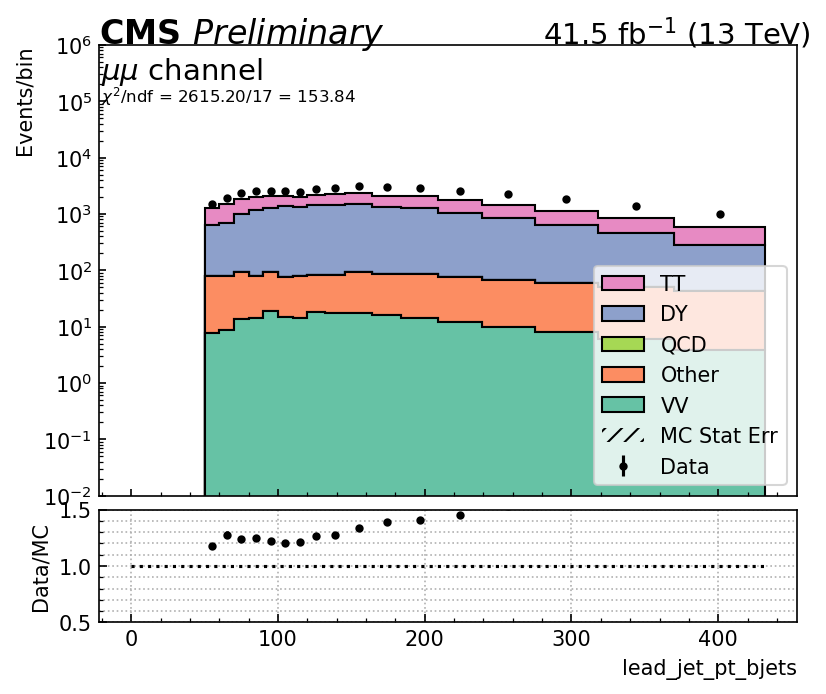 CMS Preliminary 41.5 fb⁻¹ (13 TeV)
μμ channel
χ²/ndf = 2615.20/17 = 153.84
Events/bin
10⁶
10⁵
10⁴
10³
10²
10¹
10⁰
10⁻¹
10⁻²
TT
DY
QCD
Other
VV
MC Stat Err
Data
Data/MC
1.5
1.0
0.5
0 100 200 300 400
lead_jet_pt_bjets